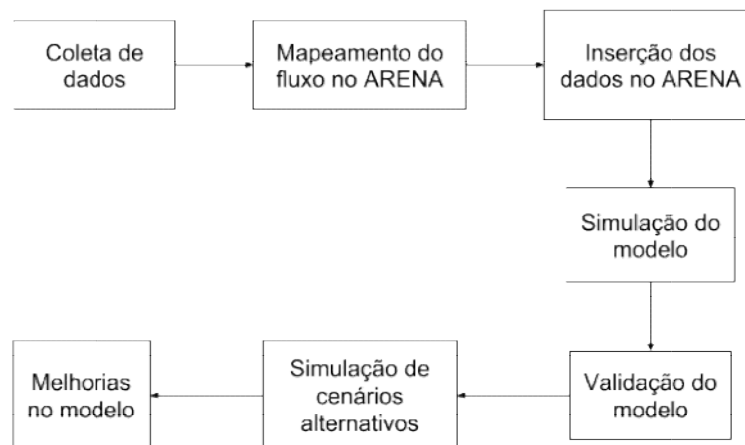 Coleta de
dados
Mapeamento do
fluxo no ARENA
Inserção dos
dados no ARENA
Simulação do
modelo
Validação do
modelo
Simulação de
cenários
alternativos
Melhorias
no modelo